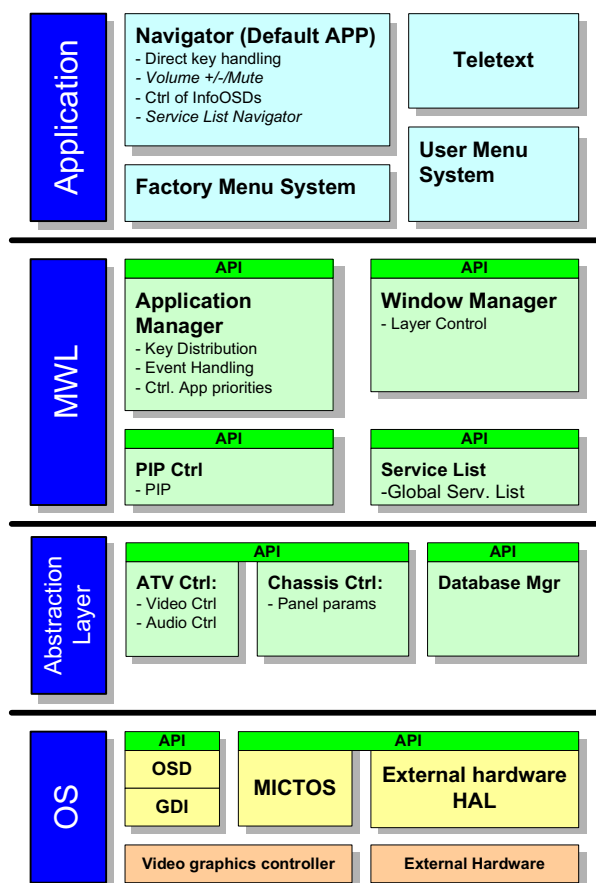 Application
Navigator (Default APP)
- Direct key handling
- Volume +/-/Mute
- Ctrl of InfoOSDs
- Service List Navigator
Teletext
Factory Menu System
User Menu
System
MWL
API
Application
Manager
- Key Distribution
- Event Handling
- Ctrl. App priorities
API
Window Manager
- Layer Control
API
PIP Ctrl
- PIP
API
Service List
-Global Serv. List
Abstraction
Layer
API
ATV Ctrl:
- Video Ctrl
- Audio Ctrl
Chassis Ctrl:
- Panel params
API
Database Mgr
OS
API
OSD
GDI
API
MICTOS
External hardware
HAL
Video graphics controller
External Hardware